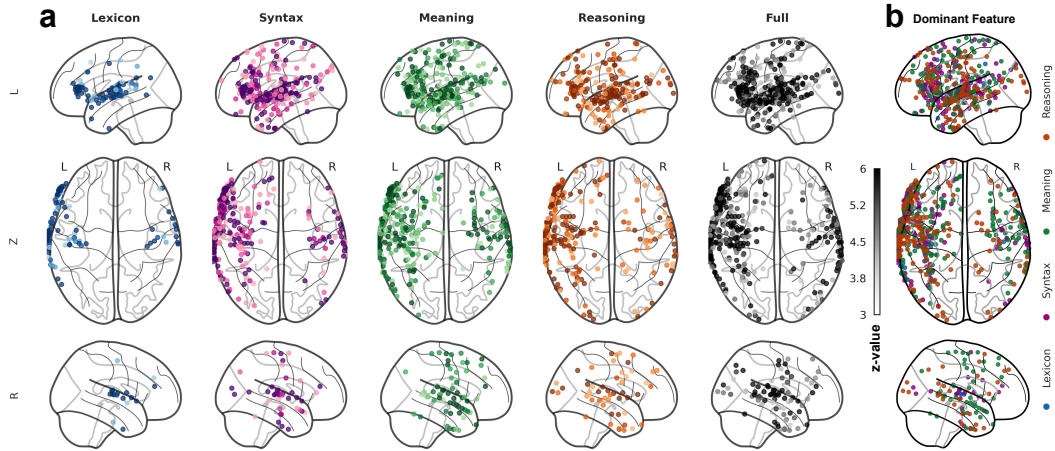 a
b
Lexicon
Syntax
Meaning
Reasoning
Full
Dominant Feature
L
L R
L R
L R
L R
L R
L R
Z
R
6
5.2
4.5
3.8
3
z-value
Reasoning
Meaning
Syntax
Lexicon